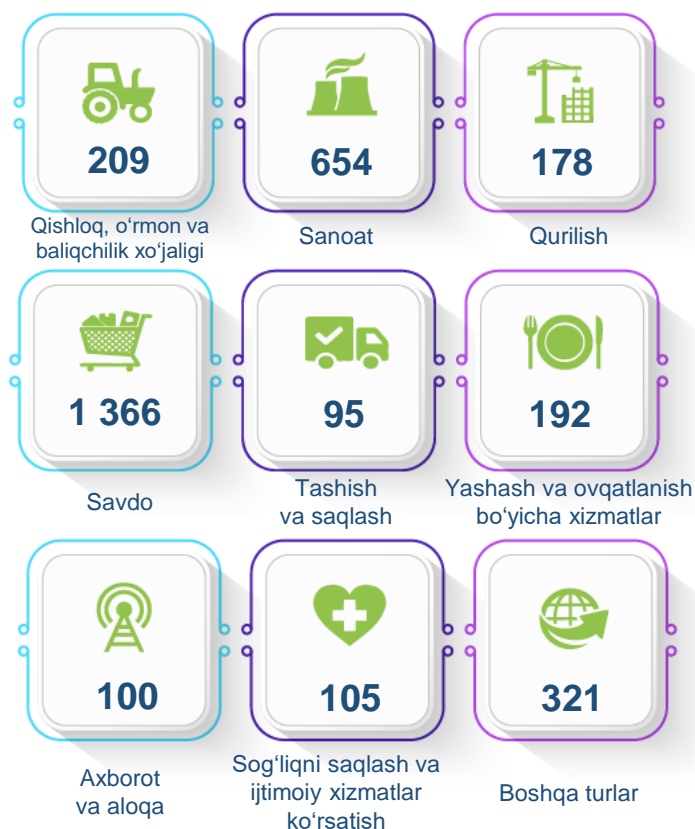 209
Qishloq, o‘rmon va
baliqchilik xo‘jaligi
654
Sanoat
178
Qurilish
1 366
Savdo
95
Tashish
va saqlash
192
Yashash va ovqatlanish
bo‘yicha xizmatlar
100
Axborot
va aloqa
105
Sog‘liqni saqlash va
ijtimoiy xizmatlar
ko‘rsatish
321
Boshqa turlar